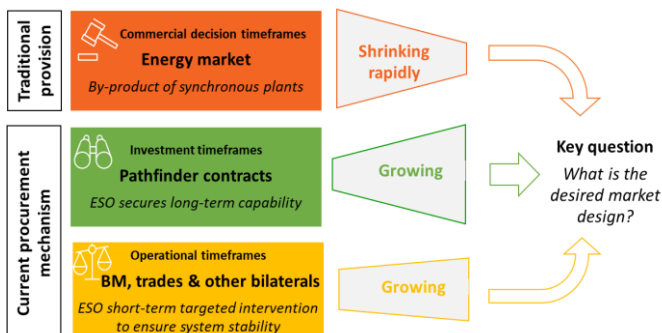 Traditional
provision
Commercial decision timeframes
Energy market
By-product of synchronous plants
Shrinking
rapidly
Current procurement
mechanism
Investment timeframes
Pathfinder contracts
ESO secures long-term capability
Growing
Operational timeframes
BM, trades & other bilaterals
ESO short-term targeted intervention
to ensure system stability
Growing
Key question
What is the
desired market
design?